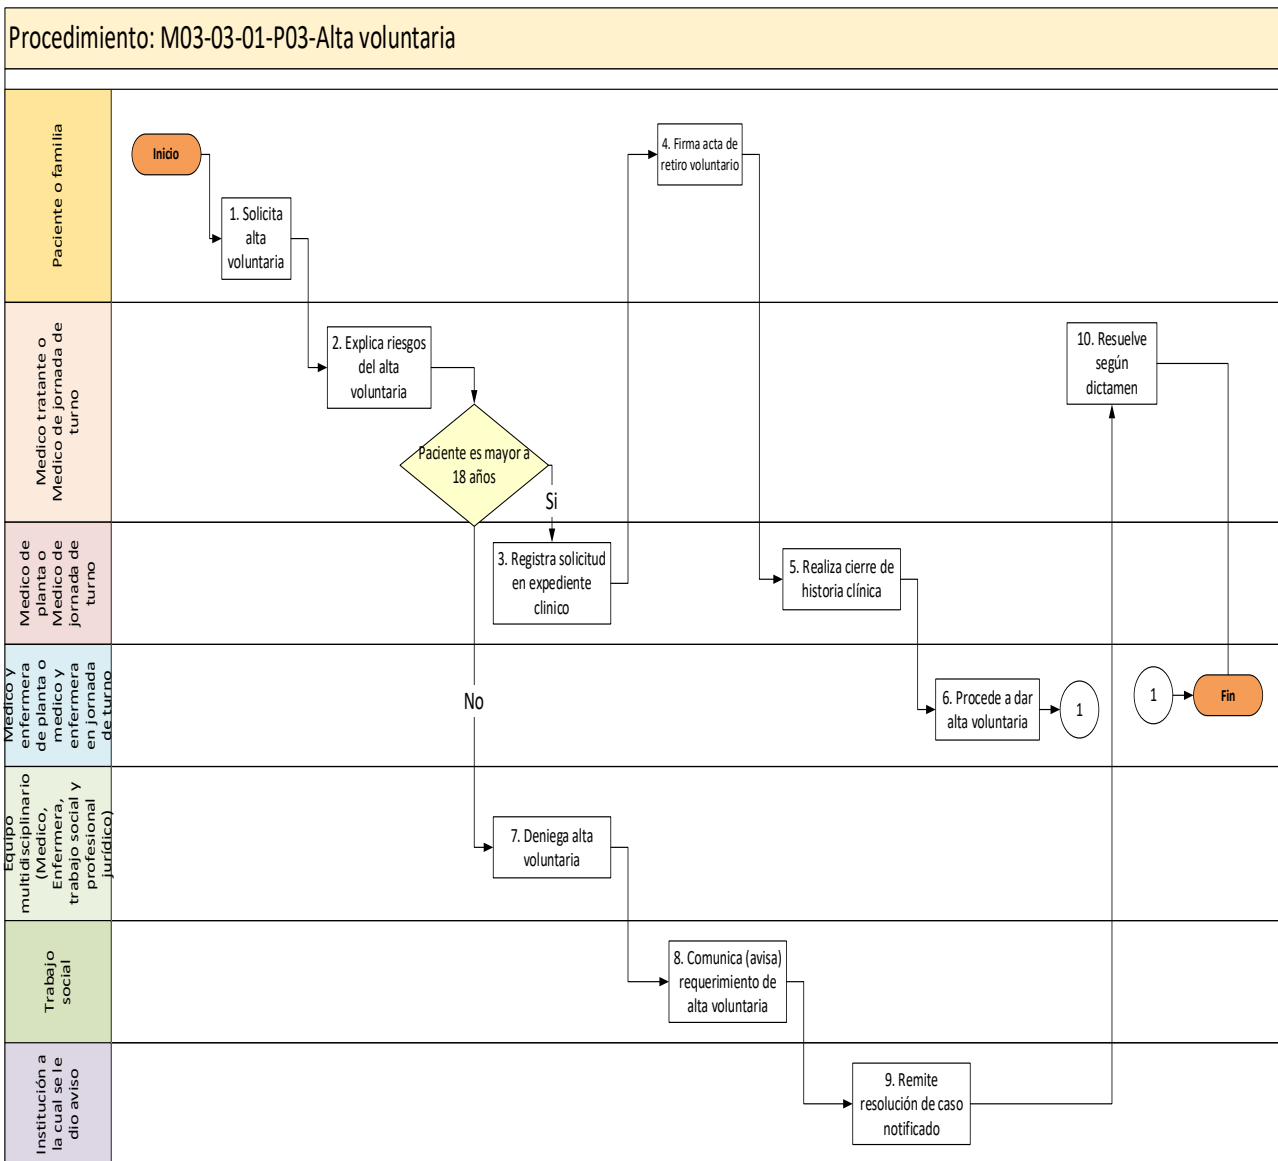 Procedimiento: M03-03-01-P03-Alta voluntaria
Paciente o familia
Inicio
1. Solicita
alta
voluntaria
4. Firma acta de
retiro voluntario
Medico tratante o
Medico de jornada de
turno
2. Explica riesgos
del alta
voluntaria
Paciente es mayor a
18 años
Si
10. Resuelve
según
dictamen
Medico de
planta o
Medico de
jornada de
turno
3. Registra solicitud
en expediente
clinico
5. Realiza cierre de
historia clínica
Medico y
enfermera
de planta o
medico y
enfermera
en jornada
de turno
No
6. Procede a dar
alta voluntaria
1
1
Fin
Equipo
multidisciplinario
(Medico,
Enfermera,
trabajo social y
profesional
jurídico)
7. Deniega alta
voluntaria
Trabajo
social
8. Comunica (avisa)
requerimiento de
alta voluntaria
Institución a
la cual se le
dio aviso
9. Remite
resolución de caso
notificado